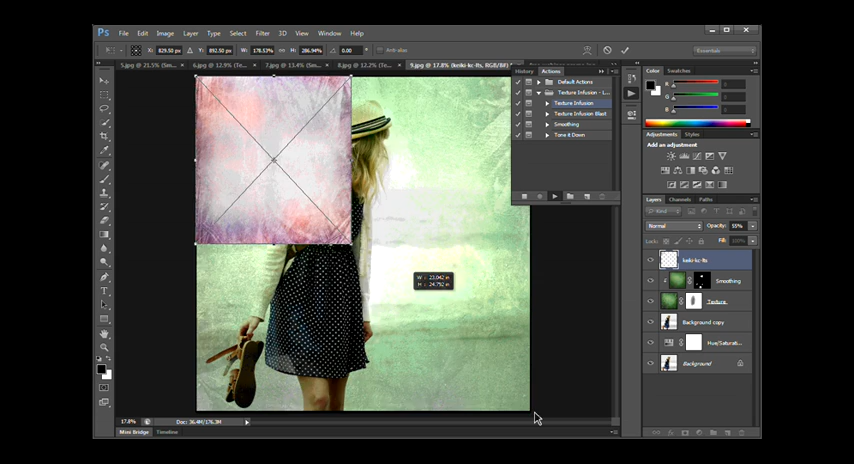 Ps File Edit Image Layer Type Select Filter 3D View Window Help
X: 829.50 px Y: 892.50 px W: 178.53% H: 286.94% 0.00 Anti-alias Essentials
5.jpg @ 21.5% (Sm... × 6.jpg @ 12.9% (Te... × 7.jpg @ 13.4% (Sm... × 8.jpg @ 12.2% (Te... × 9.jpg @ 17.8% (keiki-kc-lts, RGB/8#)
History Actions
Default Actions
Texture Infusion - L...
Texture Infusion
Texture Infusion Blast
Smoothing
Tone it Down
Color Swatches
R
G
B
Adjustments Styles
Add an adjustment
Layers Channels Paths
Kind
Normal Opacity: 55%
Lock: Fill: 100%
keiki-kc-lts
Smoothing
Texture
Background copy
Hue/Saturati...
Background
W: 23.042 in
H: 24.792 in
17.8% Doc: 36.4M/176.3M
Mini Bridge Timeline